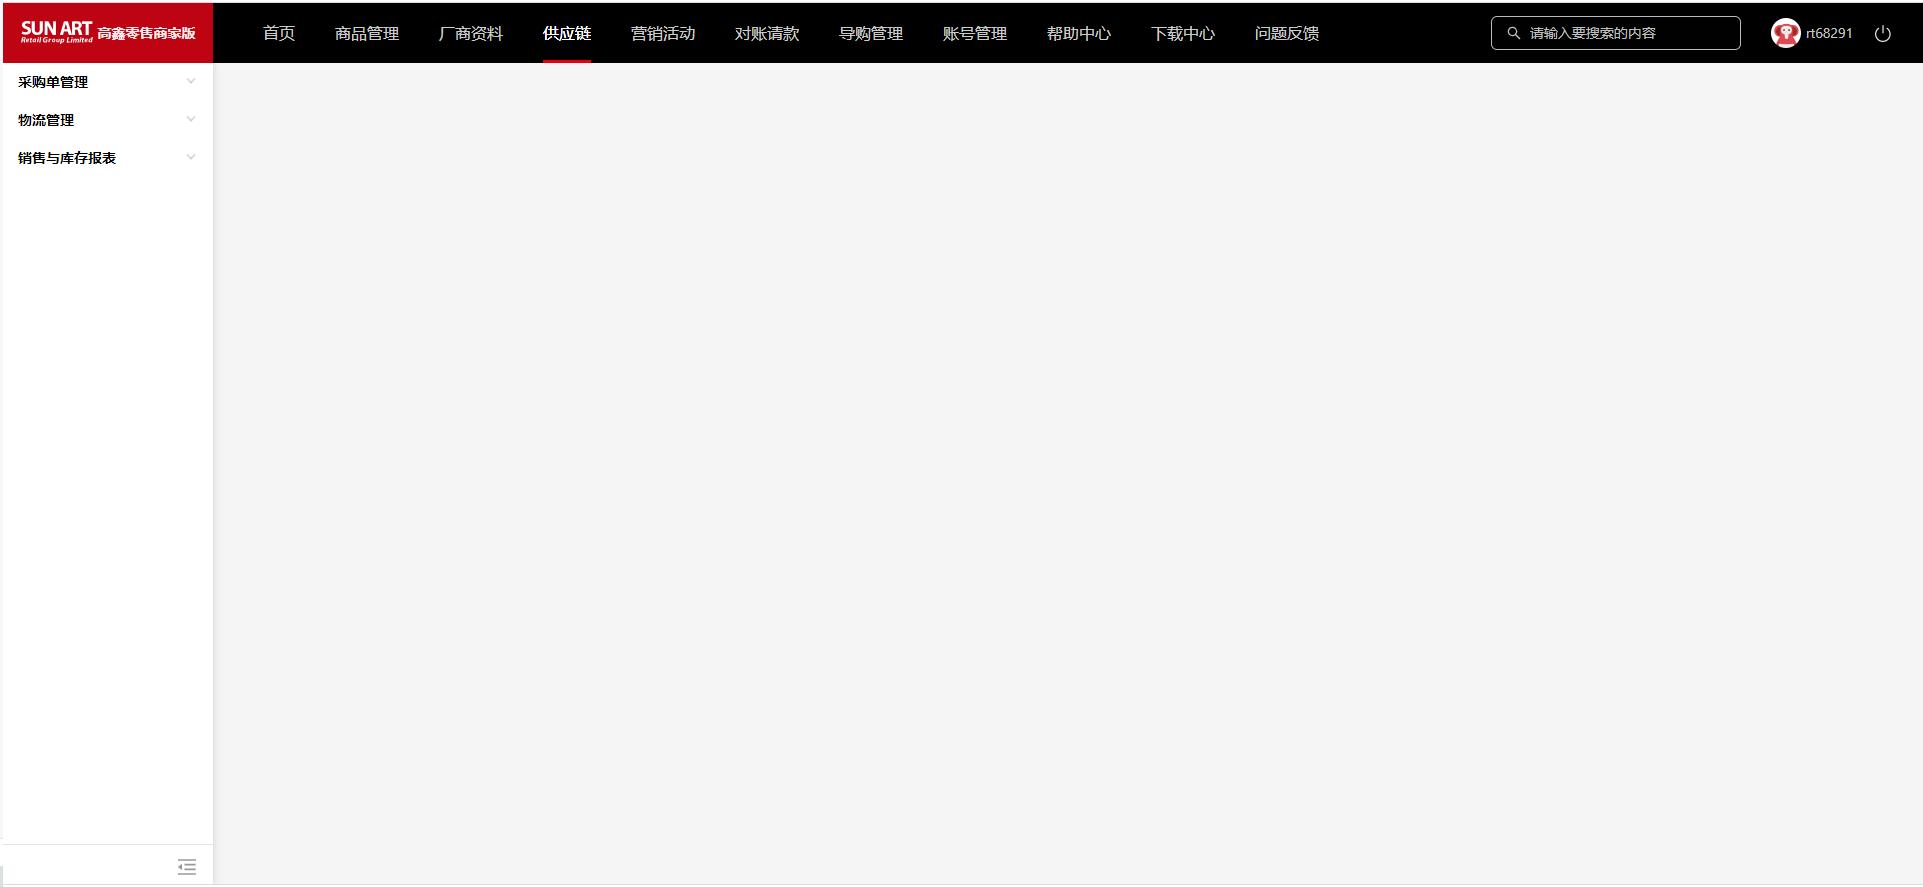 SUN ART
Retail Group Limited
高鑫零售商家版
首页 商品管理 厂商资料 供应链 营销活动 对账请款 导购管理 账号管理 帮助中心 下载中心 问题反馈
请输入要搜索的内容
rt68291
采购单管理
物流管理
销售与库存报表